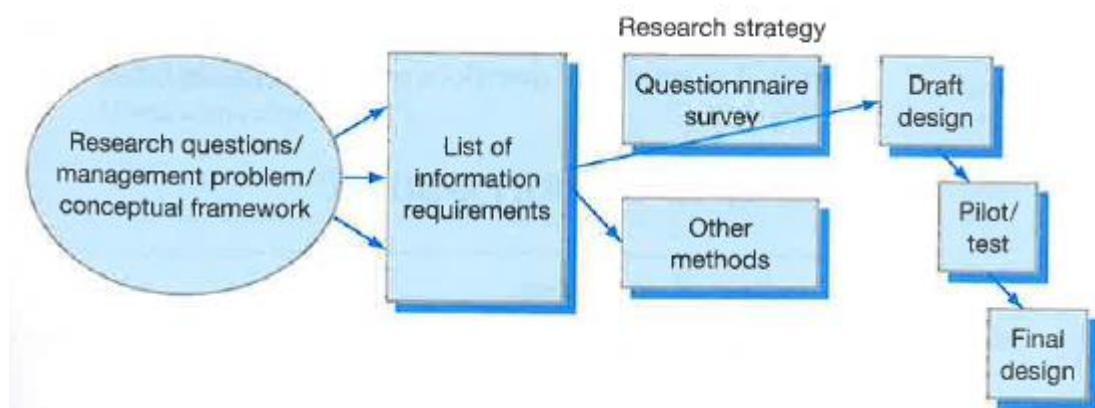 Research strategy
Research questions/
management problem/
conceptual framework
List of
information
requirements
Questionnnaire
survey
Other
methods
Draft
design
Pilot/
test
Final
design